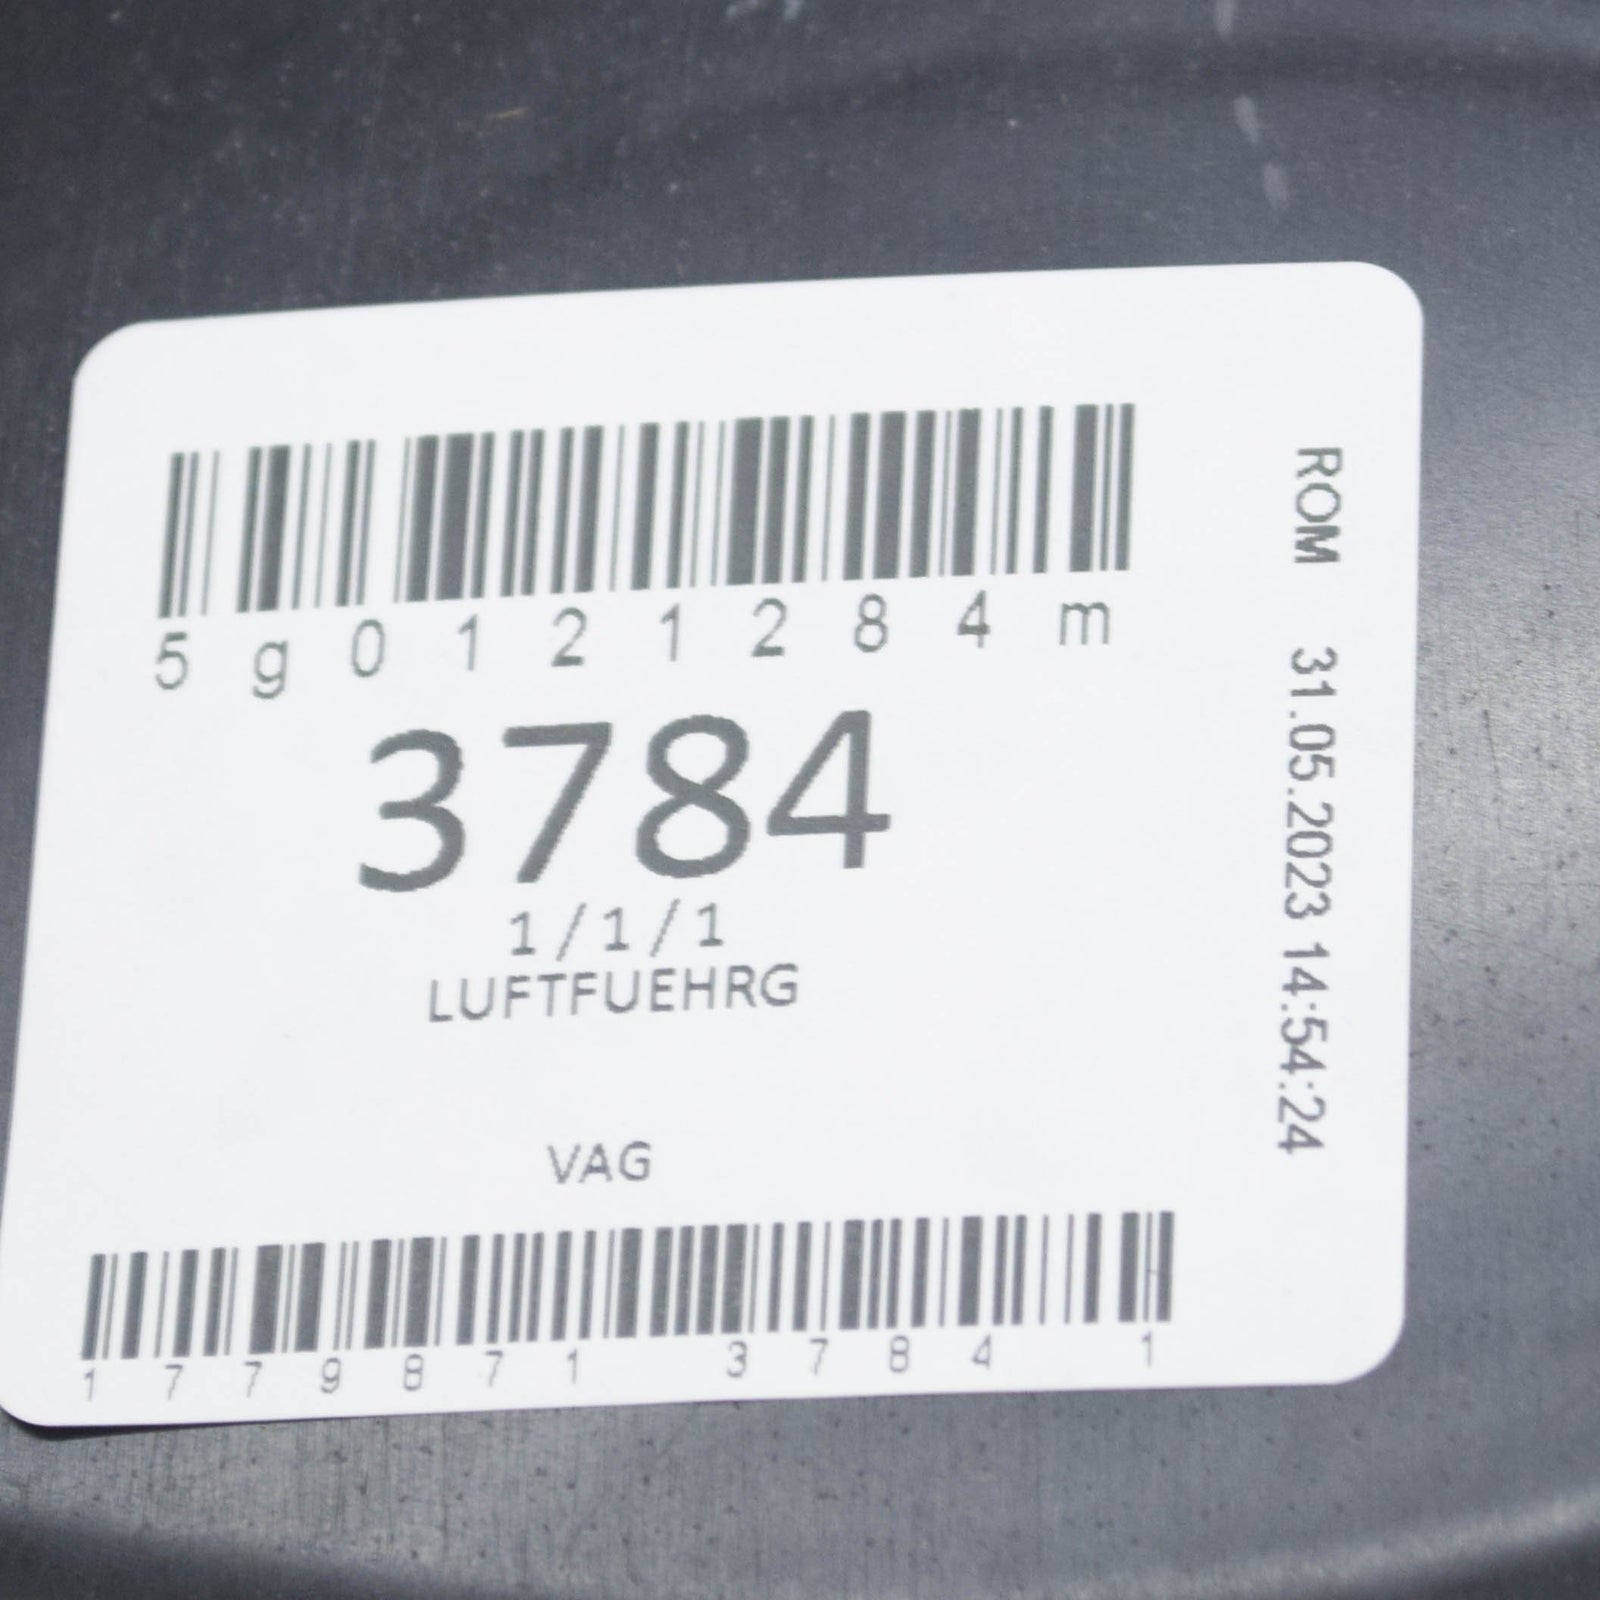 5g0121284m
3784
1/1/1
LUFTFUEHRG
VAG
1779871 3784 1
ROM 31.05.2023 14:54:24